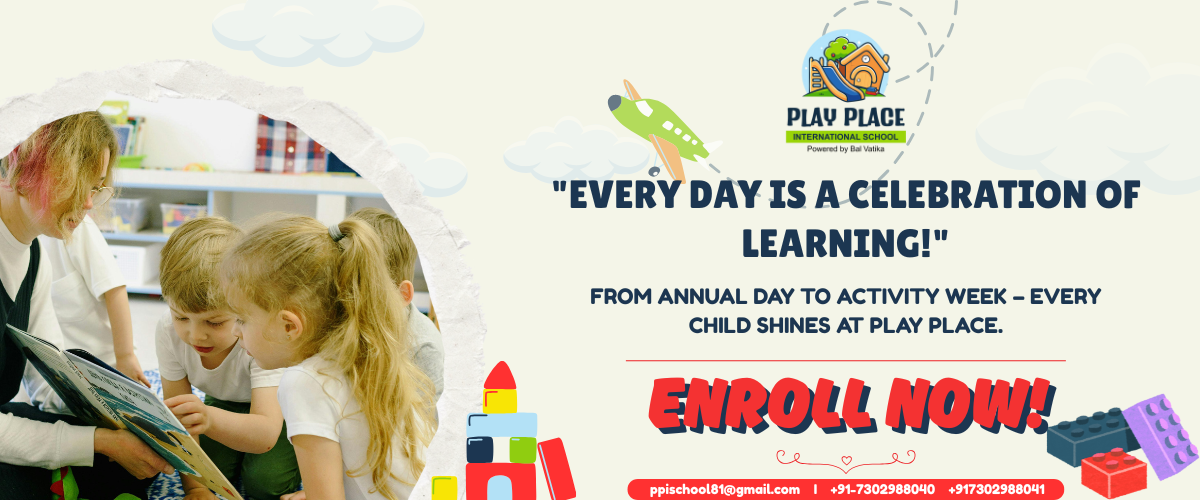 PLAY PLACE
INTERNATIONAL SCHOOL
Powered by Bal Vatika
"EVERY DAY IS A CELEBRATION OF
LEARNING!"
FROM ANNUAL DAY TO ACTIVITY WEEK – EVERY
CHILD SHINES AT PLAY PLACE.
ENROLL NOW!
ppischool81@gmail.com I +91-7302988040 +917302988041